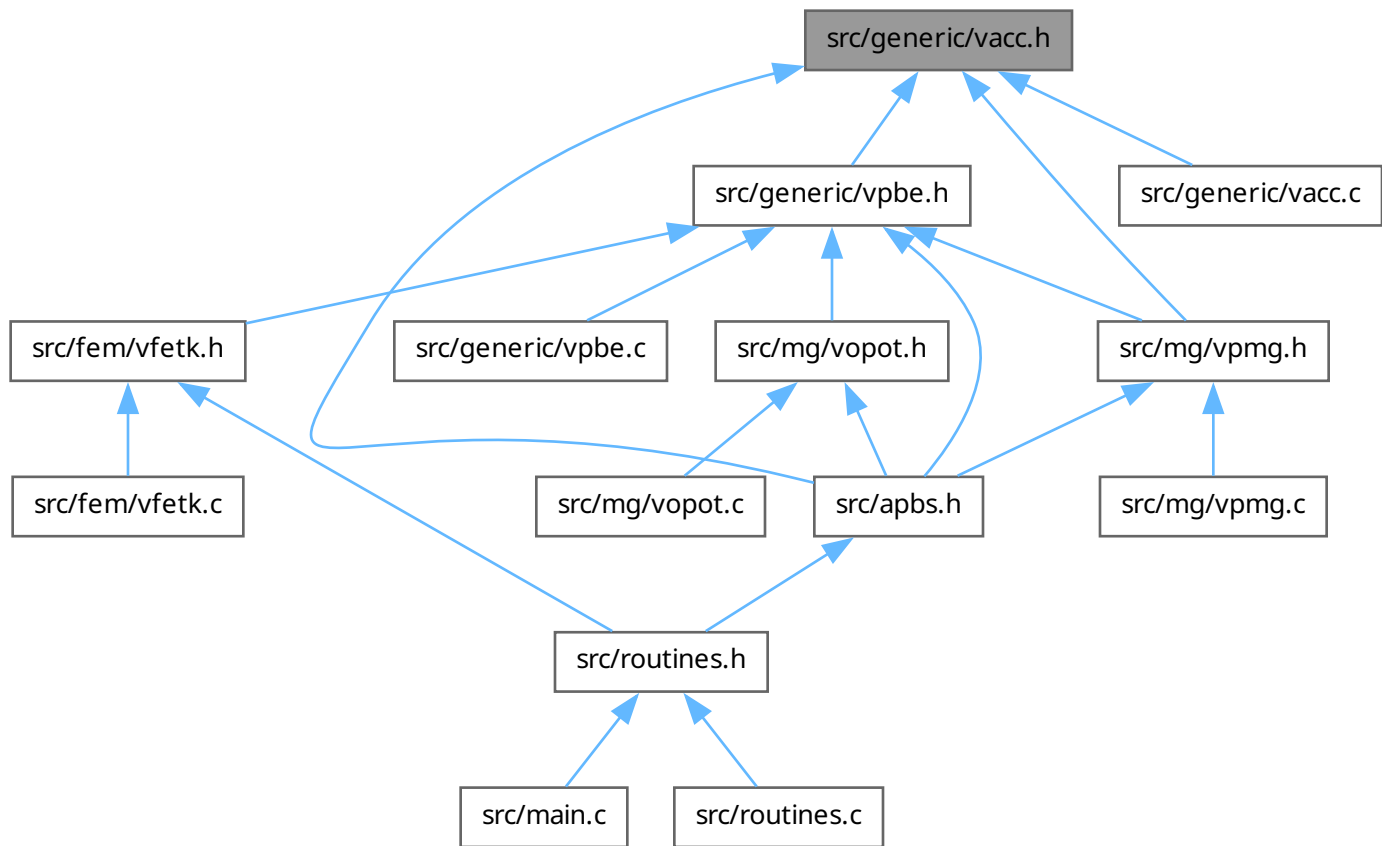 src/generic/vacc.h
src/generic/vpbe.h
src/generic/vacc.c
src/fem/vfetk.h
src/generic/vpbe.c
src/mg/vopot.h
src/mg/vpmg.h
src/fem/vfetk.c
src/mg/vopot.c
src/apbs.h
src/mg/vpmg.c
src/routines.h
src/main.c
src/routines.c